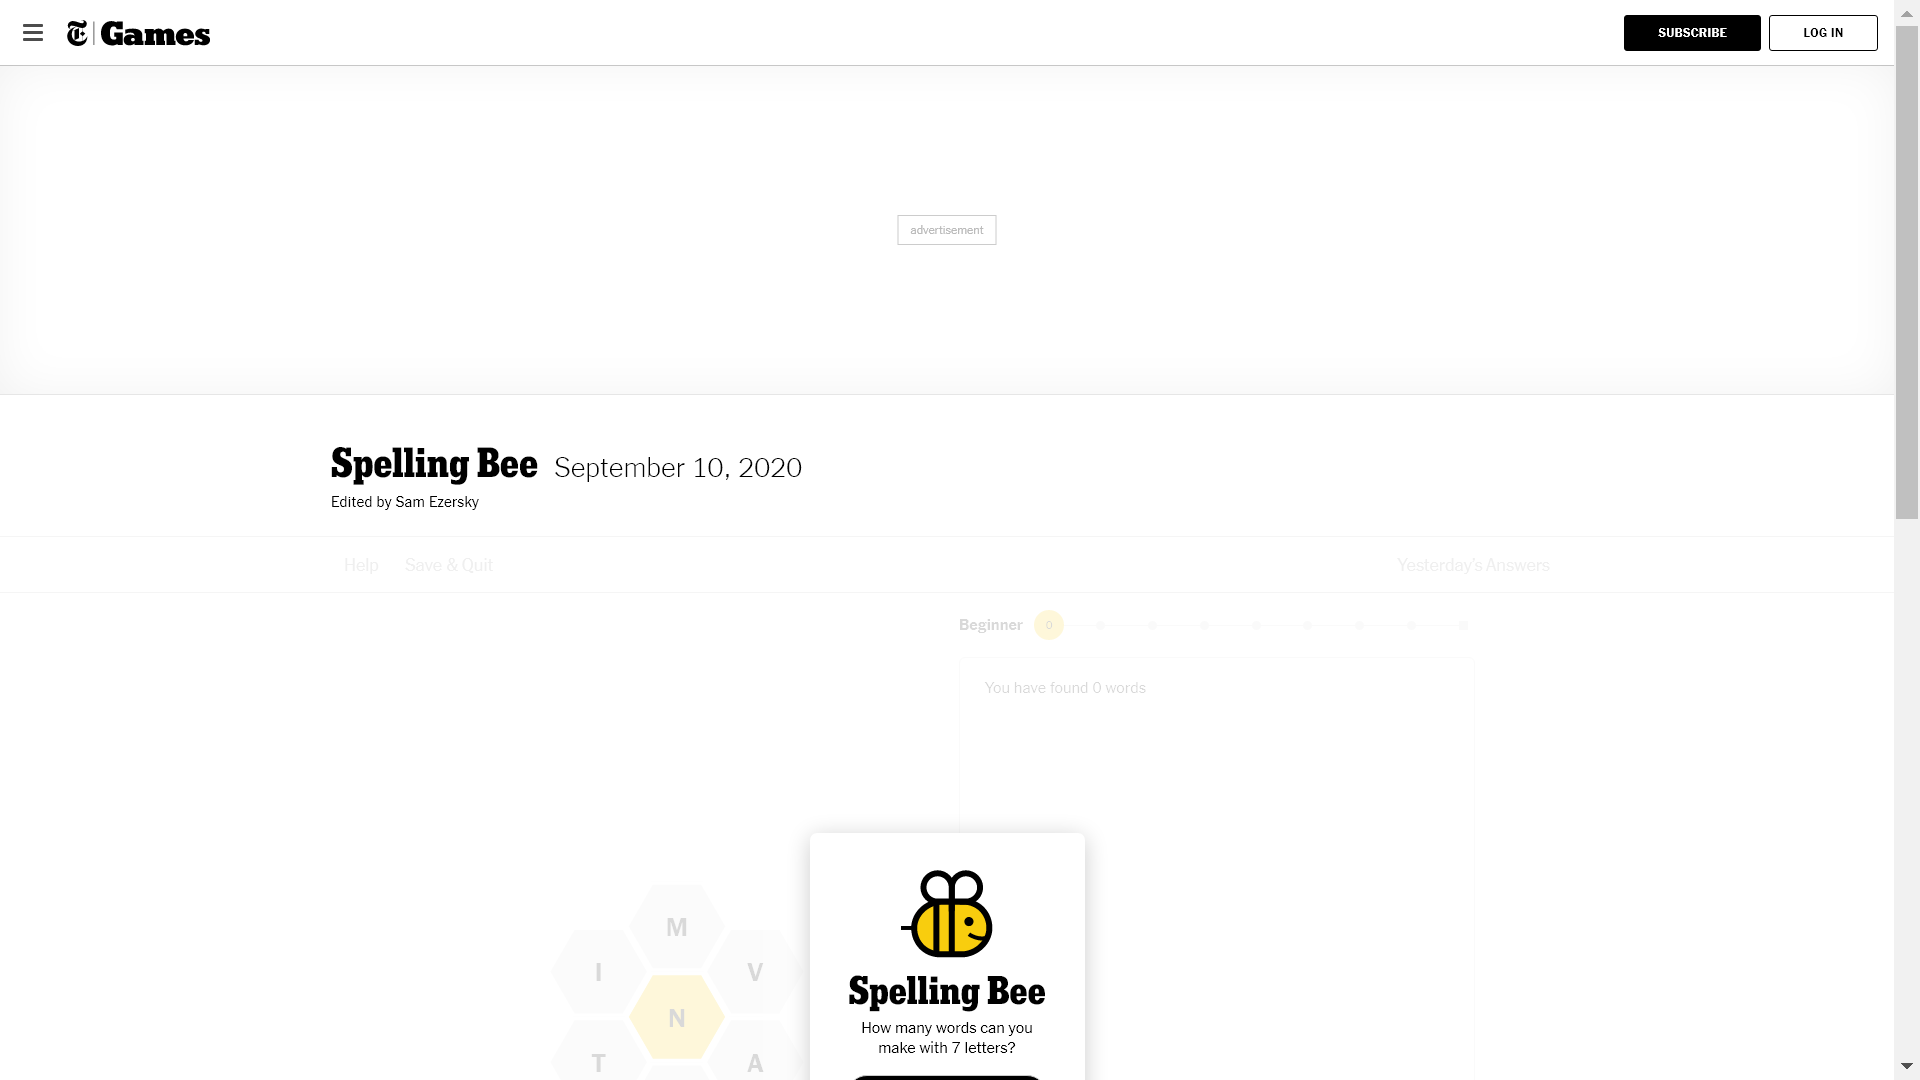 T Games
SUBSCRIBE
LOG IN
advertisement
Spelling Bee September 10, 2020
Edited by Sam Ezersky
Help Save & Quit Yesterday's Answers
Beginner 0
You have found 0 words
M
I V
N
T A
Spelling Bee
How many words can you
make with 7 letters?